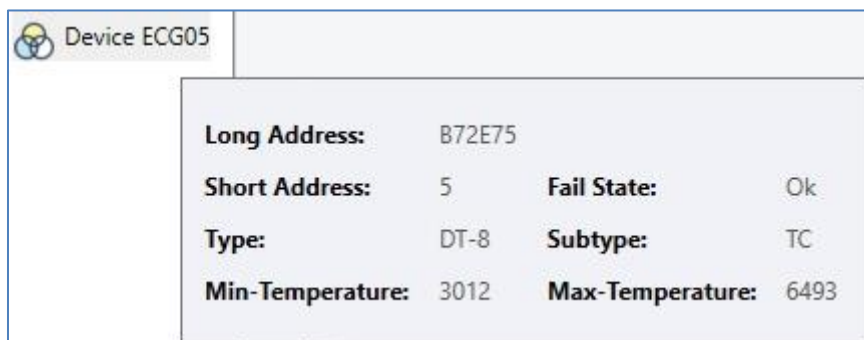 Device ECG05
Long Address: B72E75
Short Address: 5 Fail State: Ok
Type: DT-8 Subtype: TC
Min-Temperature: 3012 Max-Temperature: 6493